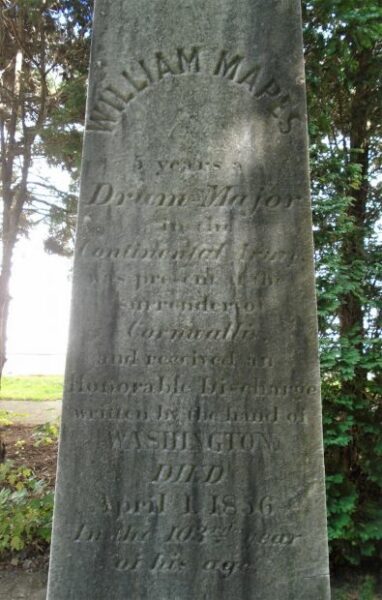 WILLIAM MAPLS
5 years a
Drum Major
in the
Continental Army
was present at the
surrender of
Cornwallis
and received an
Honorable Discharge
written by the hand of
WASHINGTON.
DIED
April 1, 1856
In the 103rd year
of his age